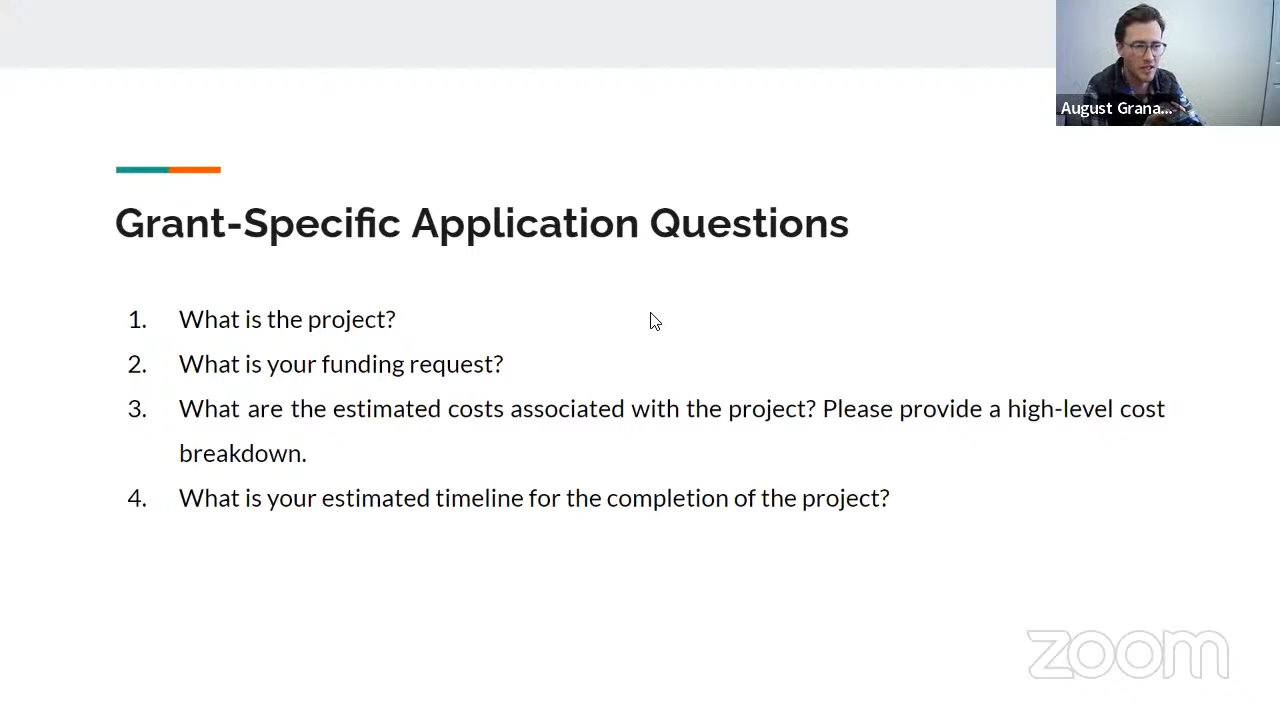 August Grana...
Grant-Specific Application Questions
1. What is the project?
2. What is your funding request?
3. What are the estimated costs associated with the project? Please provide a high-level cost
breakdown.
4. What is your estimated timeline for the completion of the project?
zoom